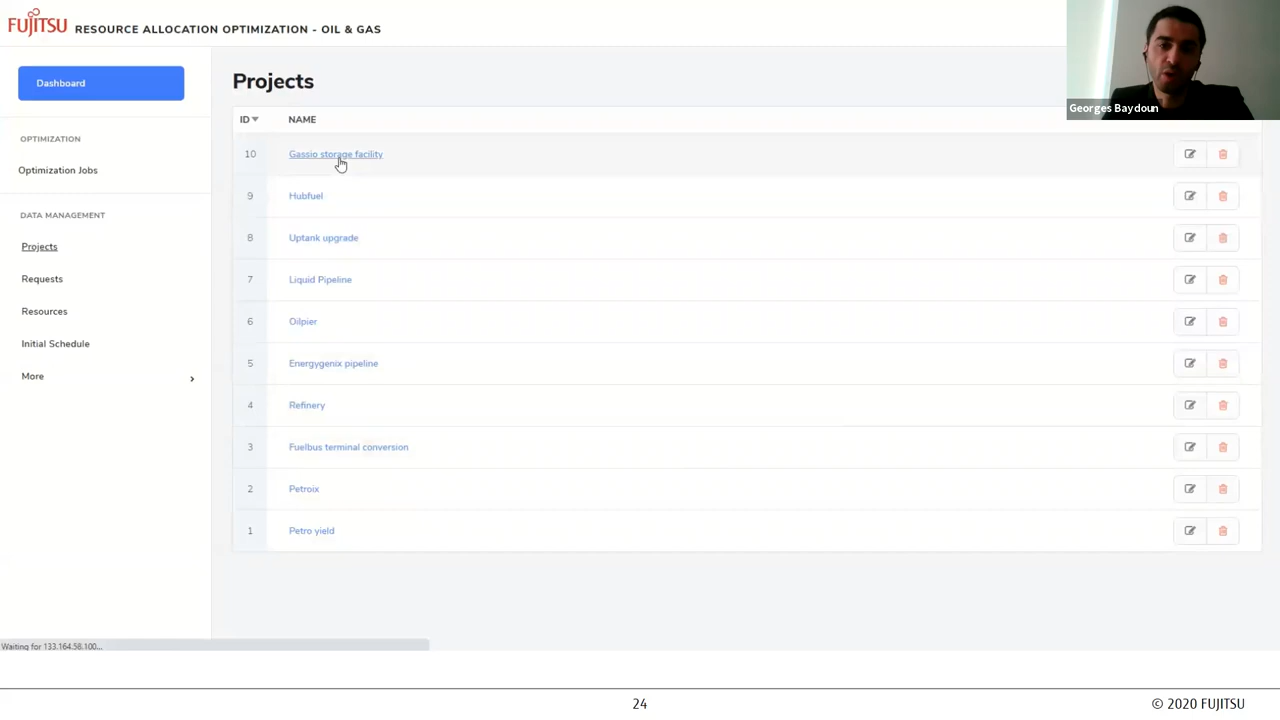 FUJITSU RESOURCE ALLOCATION OPTIMIZATION - OIL & GAS
Georges Baydoun
Dashboard
OPTIMIZATION
Optimization Jobs
DATA MANAGEMENT
Projects
Requests
Resources
Initial Schedule
More
Projects
ID NAME
10 Gassio storage facility
9 Hubfuel
8 Uptank upgrade
7 Liquid Pipeline
6 Oilpier
5 Energygenix pipeline
4 Refinery
3 Fuelbus terminal conversion
2 Petroix
1 Petro yield
Waiting for 133.164.58.100...
24
© 2020 FUJITSU